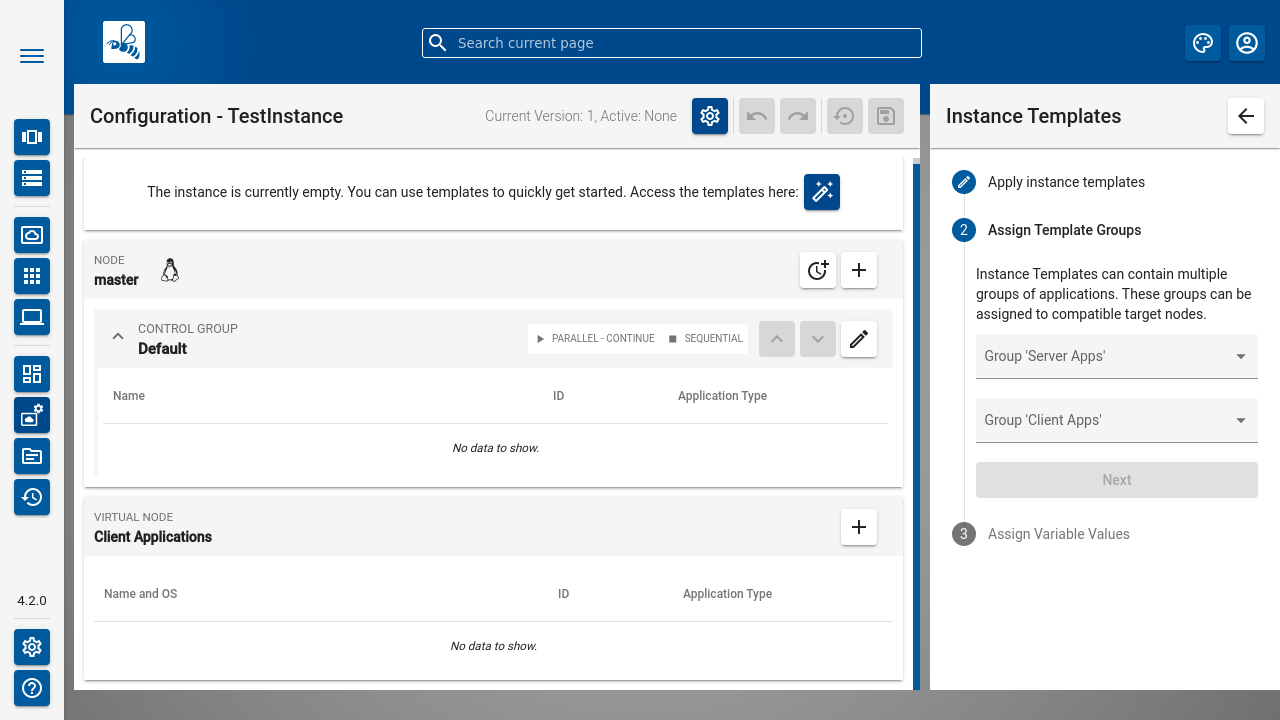 Search current page
Configuration - TestInstance
Current Version: 1, Active: None
Instance Templates
The instance is currently empty. You can use templates to quickly get started. Access the templates here:
NODE
master
CONTROL GROUP
Default
PARALLEL - CONTINUE
SEQUENTIAL
Name
ID
Application Type
No data to show.
VIRTUAL NODE
Client Applications
Name and OS
ID
Application Type
No data to show.
Apply instance templates
2
Assign Template Groups
Instance Templates can contain multiple
groups of applications. These groups can be
assigned to compatible target nodes.
Group 'Server Apps'
Group 'Client Apps'
Next
3
Assign Variable Values
4.2.0